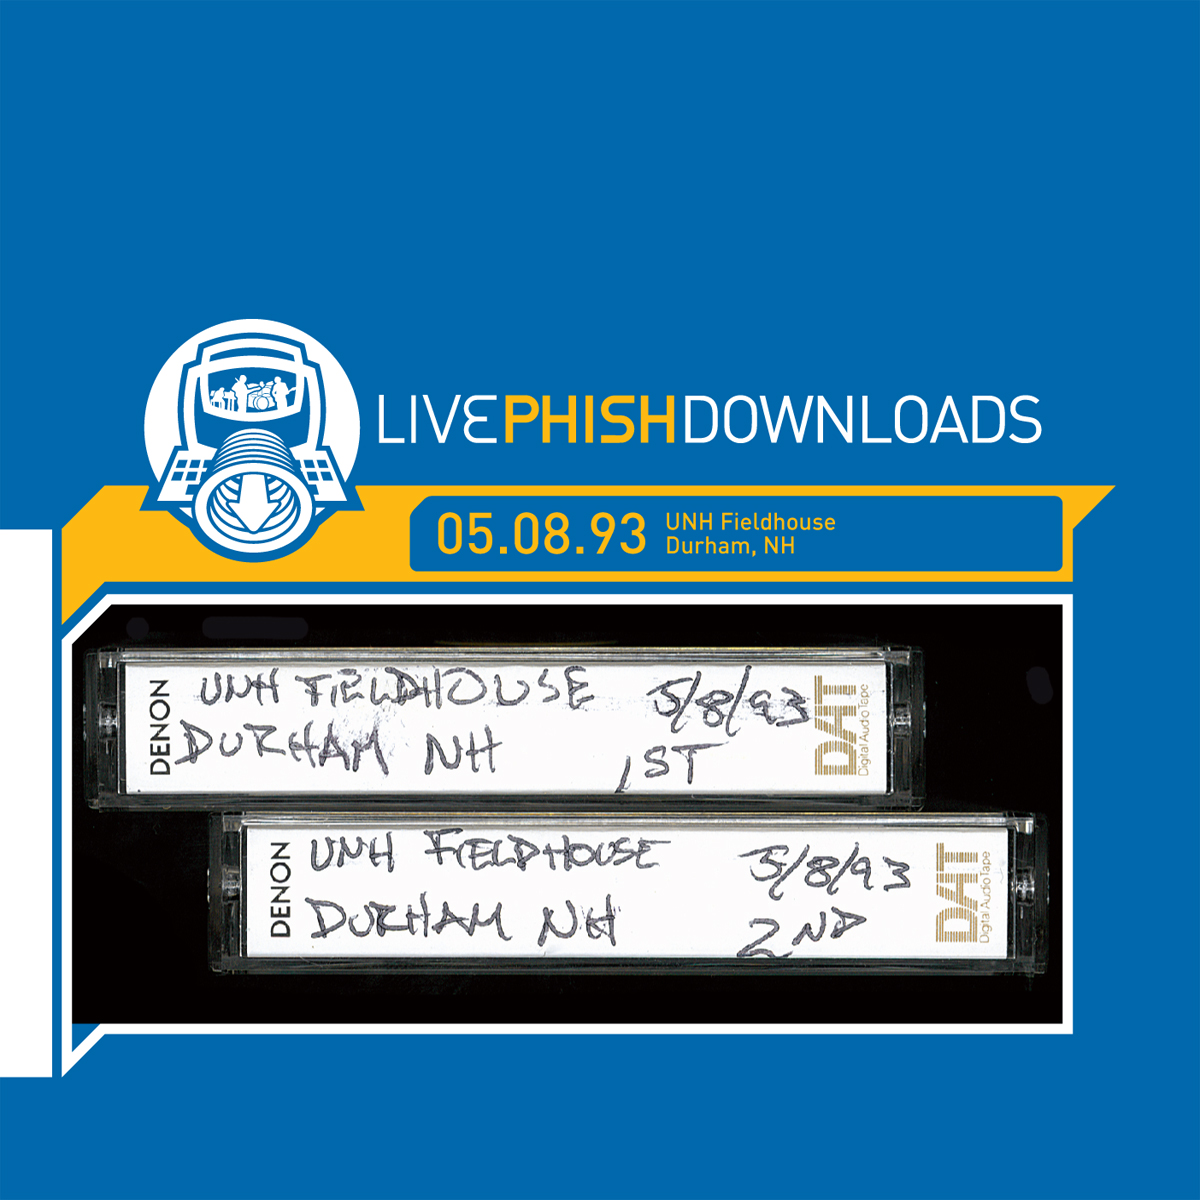 LIVEPHISHDOWNLOADS
05.08.93
UNH Fieldhouse
Durham, NH
DENON
UNH FIELDHOUSE 5/8/93
DURHAM NH 1ST
DAT
Digital Audio Tape
DENON
UNH FIELDHOUSE 5/8/93
DURHAM NH 2ND
DAT
Digital Audio Tape